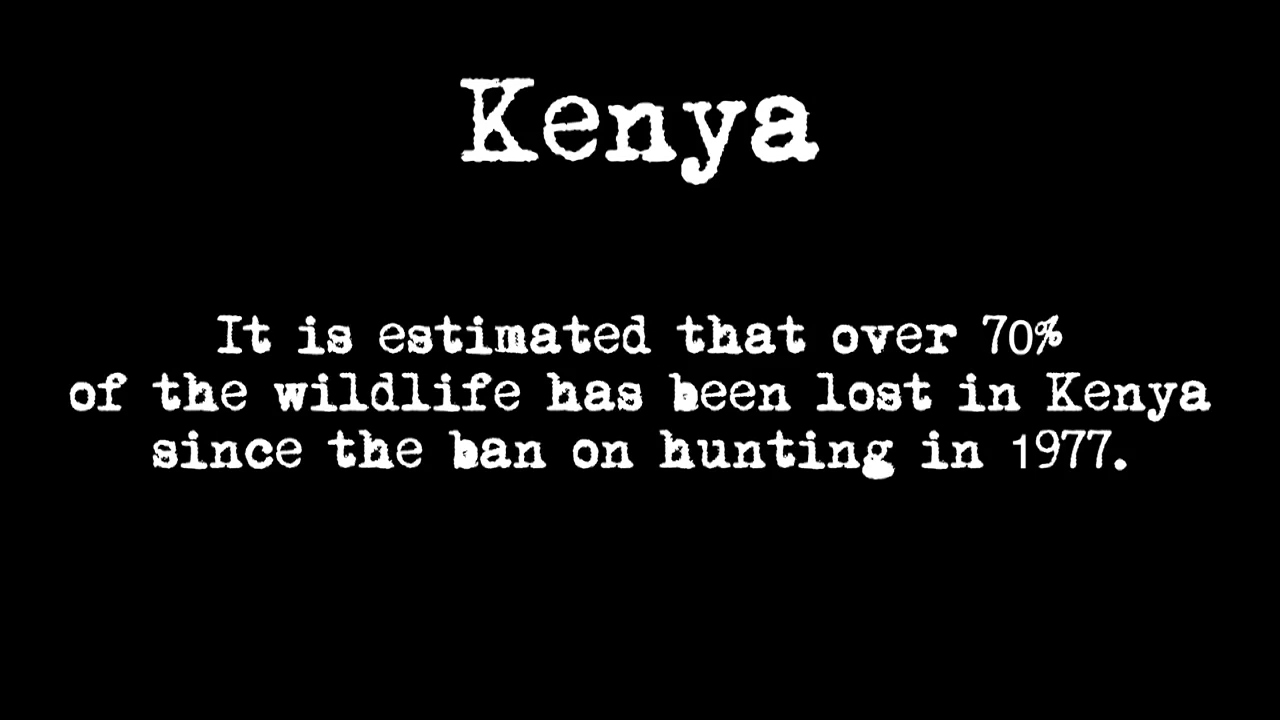 Kenya
It is estimated that over 70%
of the wildlife has been lost in Kenya
since the ban on hunting in 1977.